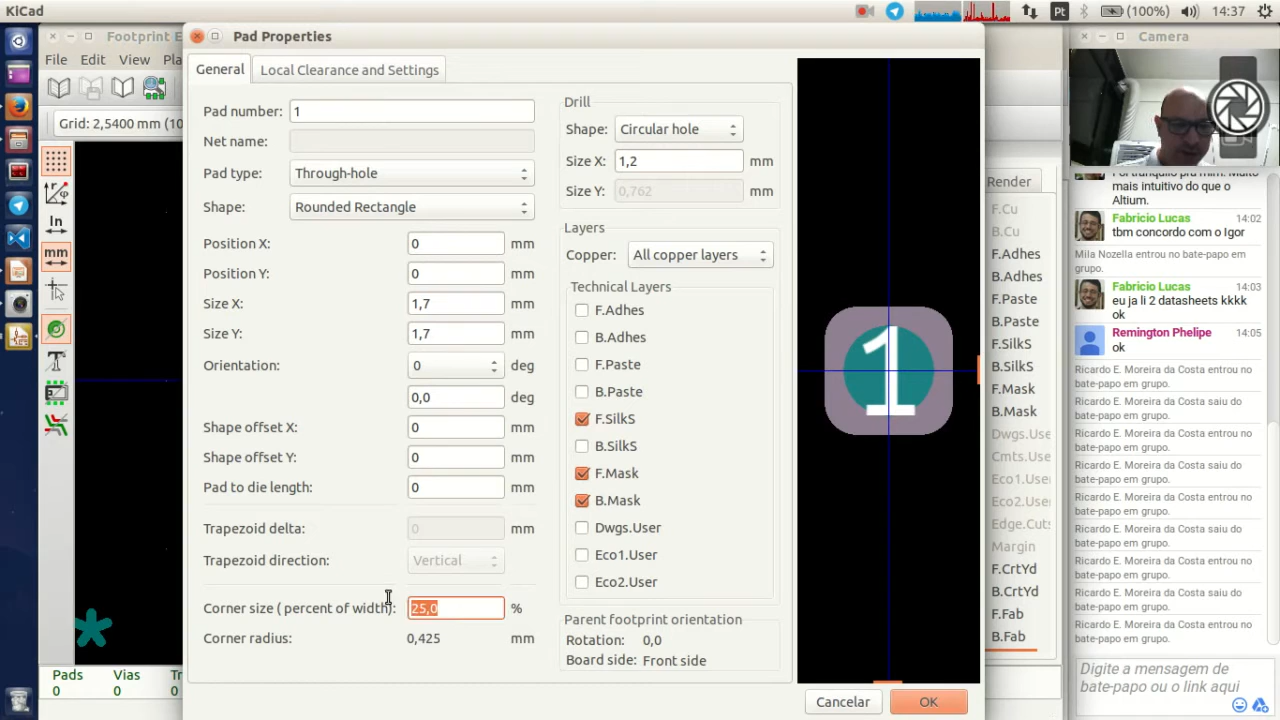 KiCad
Pt
(100%)
14:37
Footprint E
File Edit View Pla
Grid: 2,5400 mm (10
In
mm
Pads
0
Vias
0
Tr
0
Pad Properties
General
Local Clearance and Settings
Pad number: 1
Net name:
Pad type: Through-hole
Shape: Rounded Rectangle
Position X: 0 mm
Position Y: 0 mm
Size X: 1,7 mm
Size Y: 1,7 mm
Orientation: 0 deg
0,0 deg
Shape offset X: 0 mm
Shape offset Y: 0 mm
Pad to die length: 0 mm
Trapezoid delta: 0 mm
Trapezoid direction: Vertical
Corner size ( percent of width): 25,0 %
Corner radius: 0,425 mm
Drill
Shape: Circular hole
Size X: 1,2 mm
Size Y: 0,762 mm
Layers
Copper: All copper layers
Technical Layers
F.Adhes
B.Adhes
F.Paste
B.Paste
F.SilkS
B.SilkS
F.Mask
B.Mask
Dwgs.User
Eco1.User
Eco2.User
Parent footprint orientation
Rotation: 0,0
Board side: Front side
1
Cancelar
OK
Render
F.Cu
B.Cu
F.Adhes
B.Adhes
F.Paste
B.Paste
F.SilkS
B.SilkS
F.Mask
B.Mask
Dwgs.Use
Cmts.Use
Eco1.Use
Eco2.Use
Edge.Cuts
Margin
F.CrtYd
B.CrtYd
F.Fab
B.Fab
Camera
mais intuitivo do que o
Altium.
Fabricio Lucas 14:02
tbm concordo com o Igor
Mila Nozella entrou no bate-papo em
grupo.
Fabricio Lucas 14:03
eu ja li 2 datasheets kkkk
ok
Remington Phelipe 14:05
ok
Ricardo E. Moreira da Costa entrou no
bate-papo em grupo.
Ricardo E. Moreira da Costa saiu do
bate-papo em grupo.
Ricardo E. Moreira da Costa entrou no
bate-papo em grupo.
Ricardo E. Moreira da Costa saiu do
bate-papo em grupo.
Ricardo E. Moreira da Costa entrou no
bate-papo em grupo.
Ricardo E. Moreira da Costa saiu do
bate-papo em grupo.
Ricardo E. Moreira da Costa entrou no
bate-papo em grupo.
Ricardo E. Moreira da Costa saiu do
bate-papo em grupo.
Ricardo E. Moreira da Costa entrou no
bate-papo em grupo.
Digite a mensagem de
bate-papo ou o link aqui